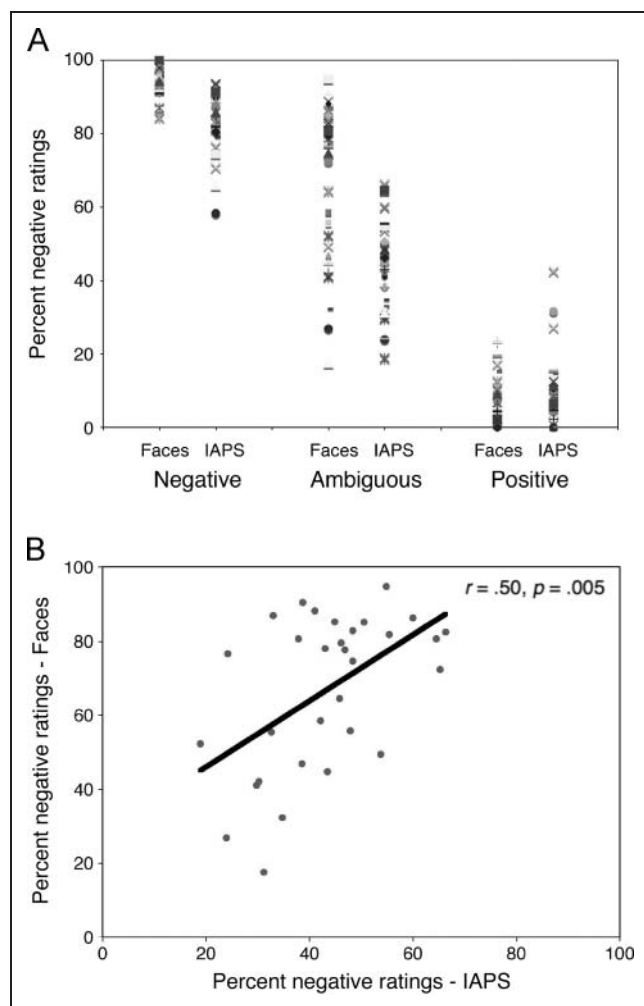 A
Percent negative ratings
100
80
60
40
20
0
Faces IAPS Faces IAPS Faces IAPS
Negative Ambiguous Positive
B
Percent negative ratings - Faces
100
80
60
40
20
0
r = .50, p = .005
0 20 40 60 80 100
Percent negative ratings - IAPS